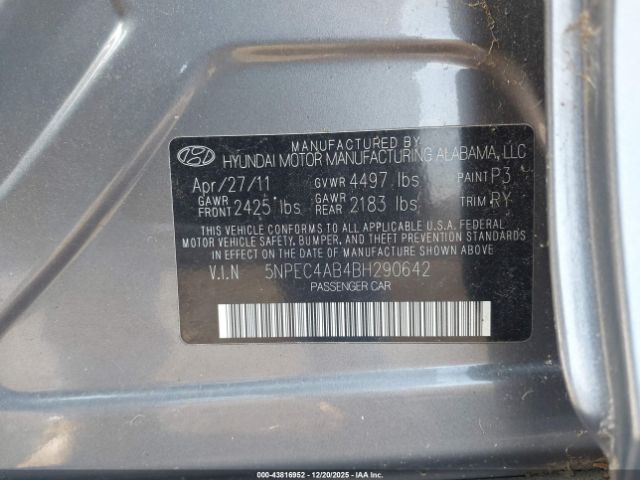 MANUFACTURED BY
HYUNDAI MOTOR MANUFACTURING ALABAMA, LLC
Apr/27/11 GVWR 4497 lbs PAINT P3
GAWR FRONT 2425 lbs GAWR REAR 2183 lbs TRIM RY
THIS VEHICLE CONFORMS TO ALL APPLICABLE U.S.A. FEDERAL
MOTOR VEHICLE SAFETY, BUMPER, AND THEFT PREVENTION STANDARDS
IN EFFECT ON THE DATE OF MANUFACTURE SHOWN ABOVE.
V.I.N 5NPEC4AB4BH290642
PASSENGER CAR
000-43816952 - 12/20/2025 - IAAI.COM